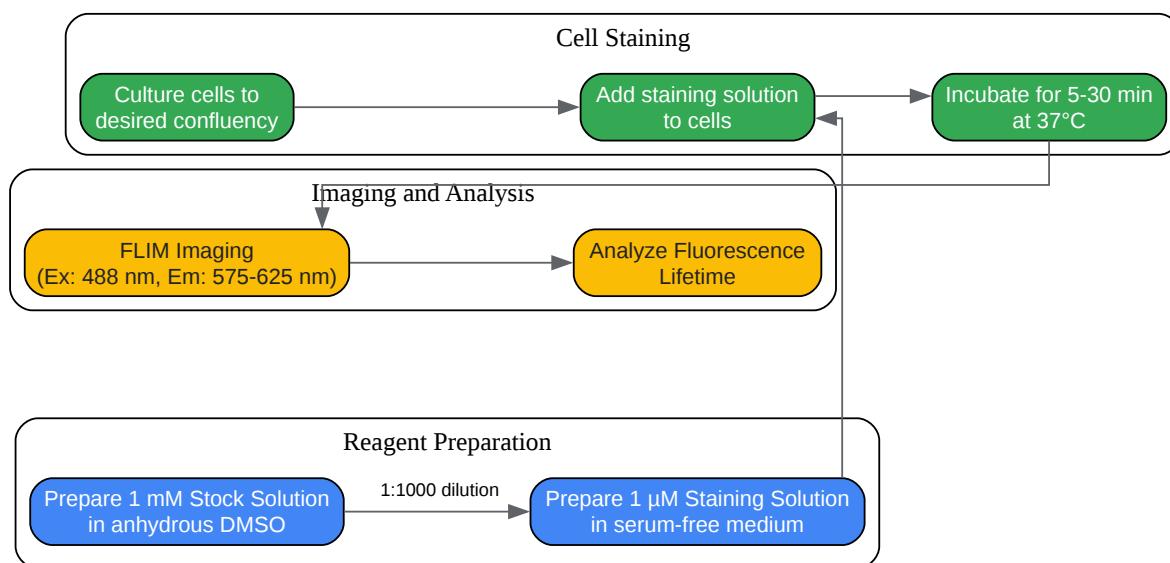 Cell Staining
Culture cells to
desired confluency
Add staining solution
to cells
Incubate for 5-30 min
at 37°C
Imaging and Analysis
FLIM Imaging
(Ex: 488 nm, Em: 575-625 nm)
Analyze Fluorescence
Lifetime
Reagent Preparation
Prepare 1 mM Stock Solution
in anhydrous DMSO
1:1000 dilution
Prepare 1 µM Staining Solution
in serum-free medium